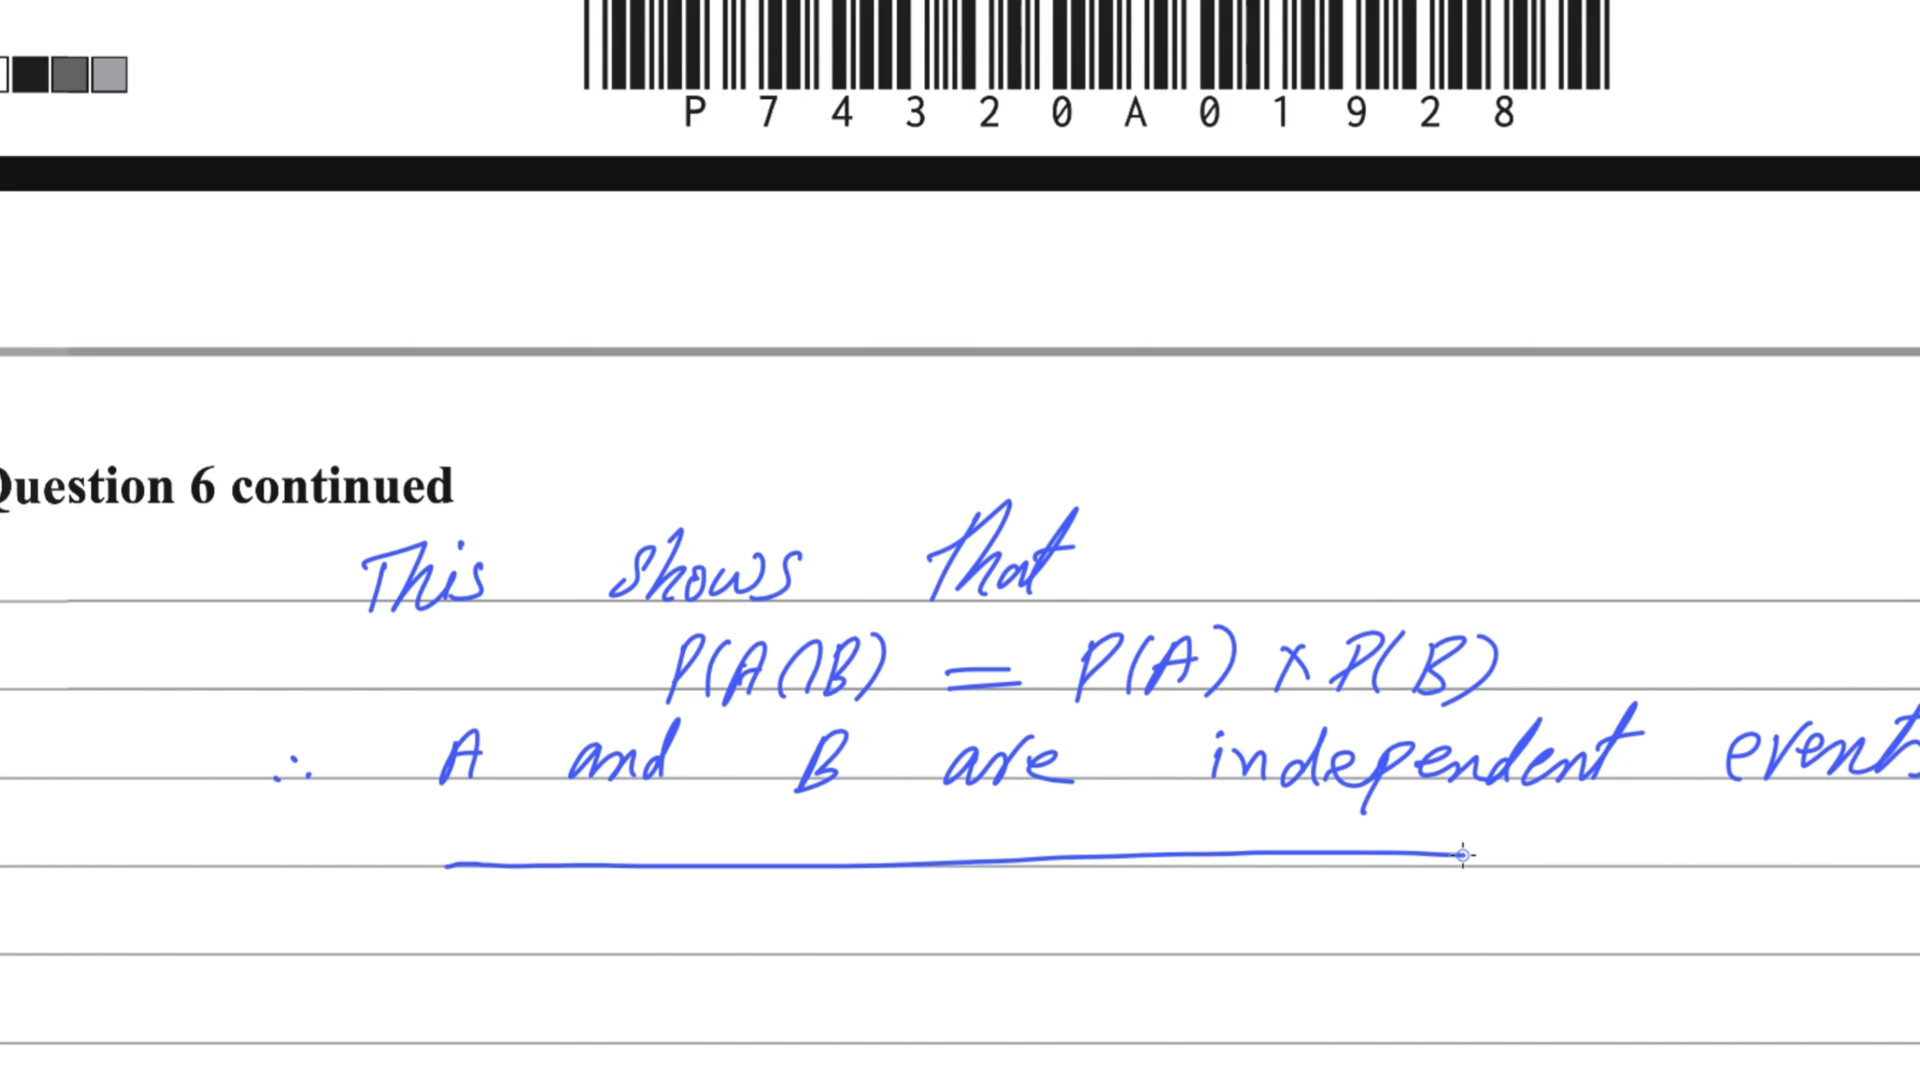 P 7 4 3 2 0 A 0 1 9 2 8
Question 6 continued
This shows that
P(A∩B) = P(A) × P(B)
∴ A and B are independent events